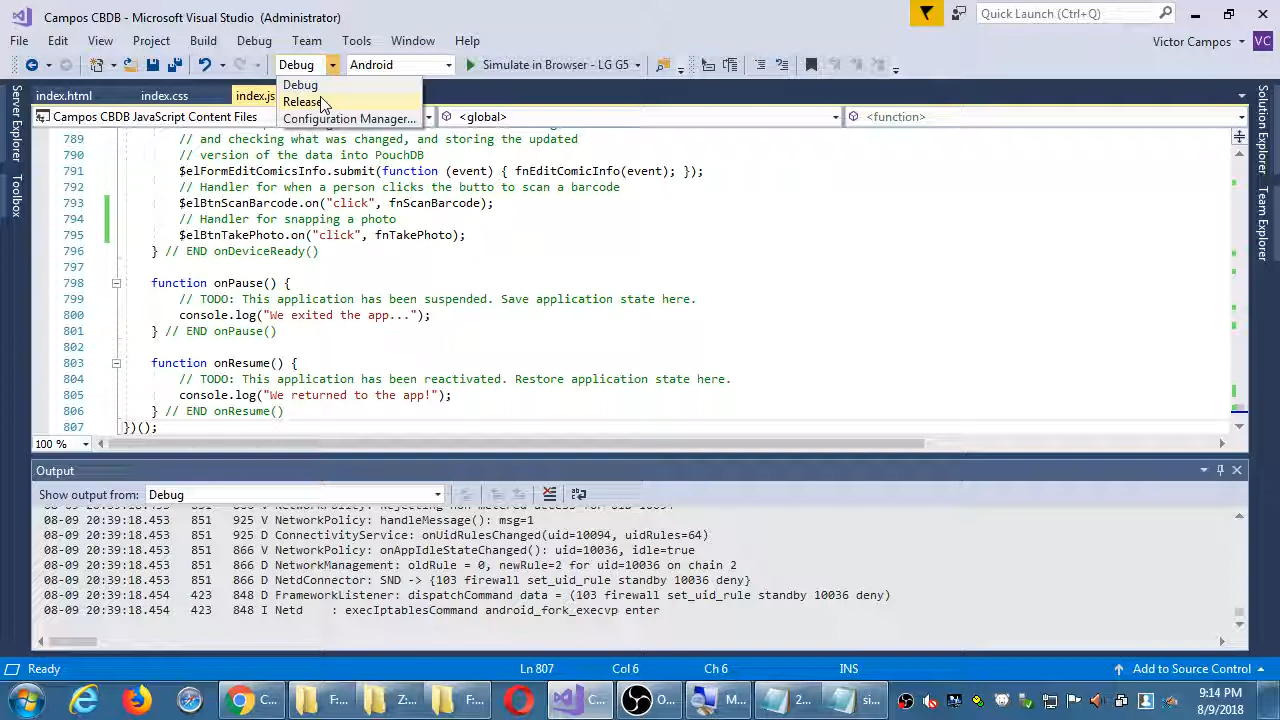 Campos CBDB - Microsoft Visual Studio (Administrator)
Quick Launch (Ctrl+Q)
File Edit View Project Build Debug Team Tools Window Help
Victor Campos VC
Debug Android Simulate in Browser - LG G5
Debug
Release
Configuration Manager...
index.html index.css index.js
Campos CBDB JavaScript Content Files <global> <function>
Server Explorer
Toolbox
Solution Explorer
Team Explorer
789 // and checking what was changed, and storing the updated
790 // version of the data into PouchDB
791 $elFormEditComicsInfo.submit(function (event) { fnEditComicInfo(event); });
792 // Handler for when a person clicks the butto to scan a barcode
793 $elBtnScanBarcode.on("click", fnScanBarcode);
794 // Handler for snapping a photo
795 $elBtnTakePhoto.on("click", fnTakePhoto);
796 } // END onDeviceReady()
797
798 function onPause() {
799 // TODO: This application has been suspended. Save application state here.
800 console.log("We exited the app...");
801 } // END onPause()
802
803 function onResume() {
804 // TODO: This application has been reactivated. Restore application state here.
805 console.log("We returned to the app!");
806 } // END onResume()
807 })();
100 %
Output
Show output from: Debug
08-09 20:39:18.453 851 925 V NetworkPolicy: handleMessage(): msg=1
08-09 20:39:18.453 851 925 D ConnectivityService: onUidRulesChanged(uid=10094, uidRules=64)
08-09 20:39:18.453 851 866 V NetworkPolicy: onAppIdleStateChanged(): uid=10036, idle=true
08-09 20:39:18.453 851 866 D NetworkManagement: oldRule = 0, newRule=2 for uid=10036 on chain 2
08-09 20:39:18.453 851 866 D NetdConnector: SND -> {103 firewall set_uid_rule standby 10036 deny}
08-09 20:39:18.454 423 848 D FrameworkListener: dispatchCommand data = (103 firewall set_uid_rule standby 10036 deny)
08-09 20:39:18.454 423 848 I Netd : execIptablesCommand android_fork_execvp enter
Ready Ln 807 Col 6 Ch 6 INS Add to Source Control
C... F... Zi... F... C... O... M... 2... si...
9:14 PM
8/9/2018